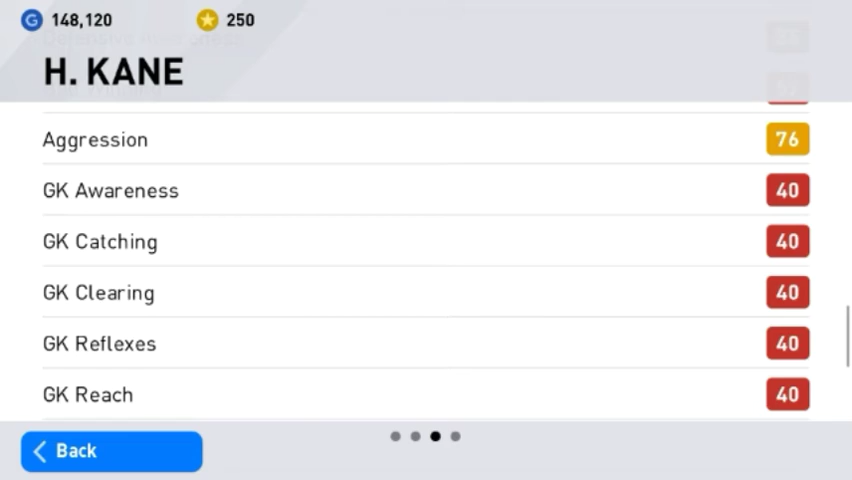 148,120 250
H. KANE
Aggression 76
GK Awareness 40
GK Catching 40
GK Clearing 40
GK Reflexes 40
GK Reach 40
Back